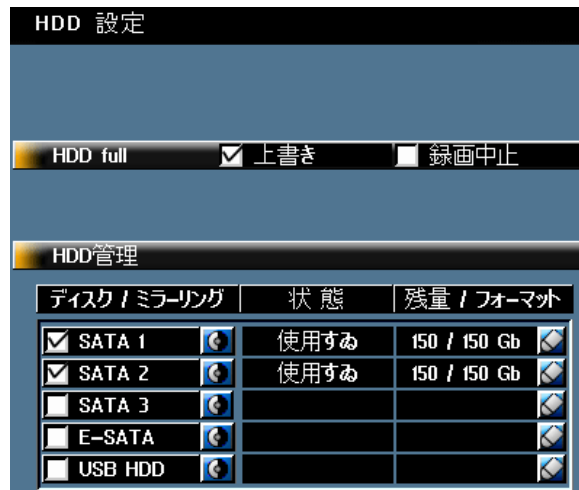 HDD 設定
HDD full 上書き 録画中止
HDD管理
ディスク / ミラーリング 状 態 残量 / フォーマット
SATA 1 使用すゐ 150 / 150 Gb
SATA 2 使用すゐ 150 / 150 Gb
SATA 3
E-SATA
USB HDD